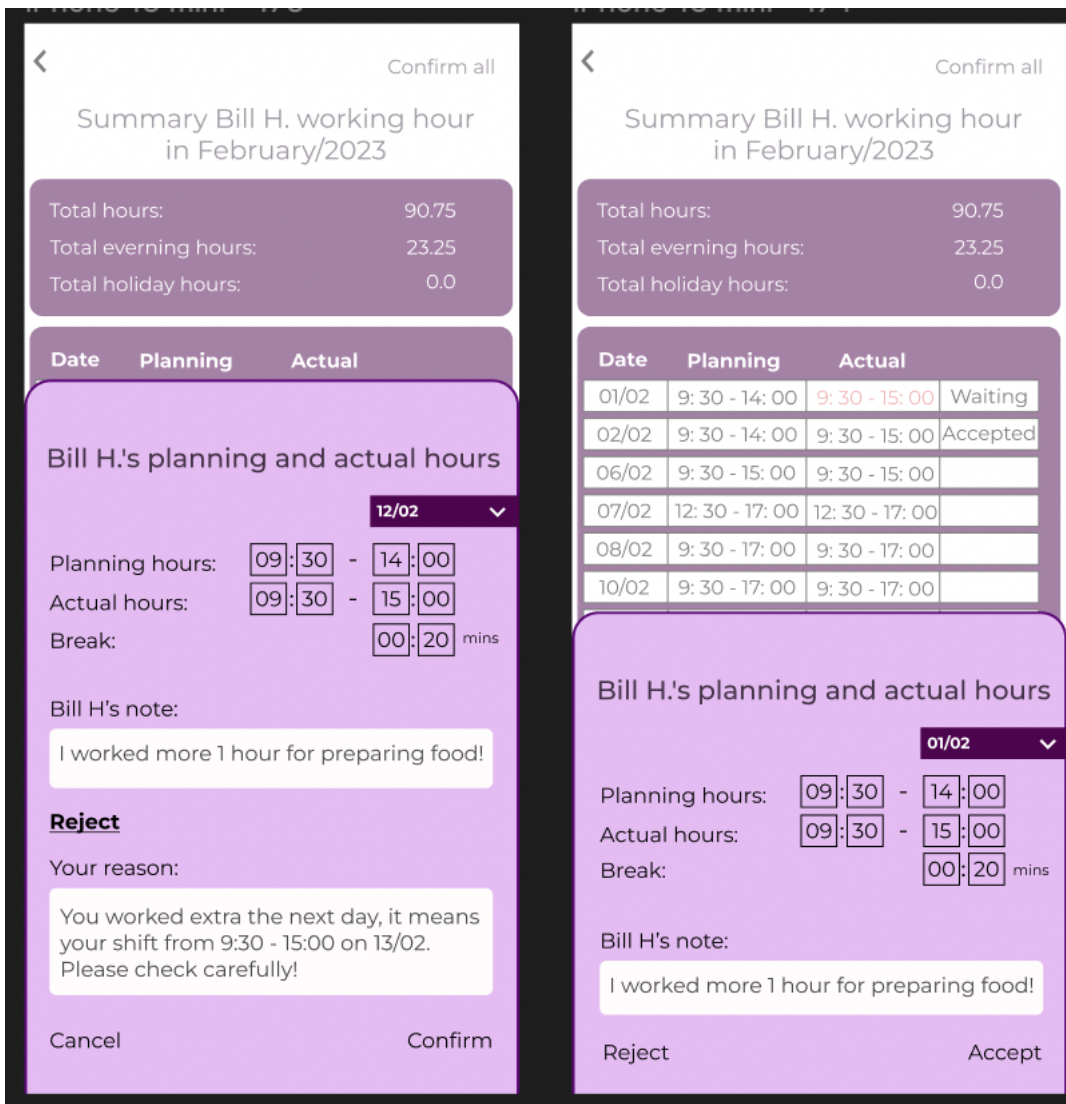 Confirm all
Summary Bill H. working hour
in February/2023
Total hours: 90.75
Total everning hours: 23.25
Total holiday hours: 0.0
Date Planning Actual
Bill H.'s planning and actual hours
12/02
Planning hours: 09:30 - 14:00
Actual hours: 09:30 - 15:00
Break: 00:20 mins
Bill H's note:
I worked more 1 hour for preparing food!
Reject
Your reason:
You worked extra the next day, it means
your shift from 9:30 - 15:00 on 13/02.
Please check carefully!
Cancel Confirm
Confirm all
Summary Bill H. working hour
in February/2023
Total hours: 90.75
Total everning hours: 23.25
Total holiday hours: 0.0
Date Planning Actual
01/02 9: 30 - 14: 00 9: 30 - 15: 00 Waiting
02/02 9: 30 - 14: 00 9: 30 - 15: 00 Accepted
06/02 9: 30 - 15: 00 9: 30 - 15: 00
07/02 12: 30 - 17: 00 12: 30 - 17: 00
08/02 9: 30 - 17: 00 9: 30 - 17: 00
10/02 9: 30 - 17: 00 9: 30 - 17: 00
Bill H.'s planning and actual hours
01/02
Planning hours: 09:30 - 14:00
Actual hours: 09:30 - 15:00
Break: 00:20 mins
Bill H's note:
I worked more 1 hour for preparing food!
Reject Accept